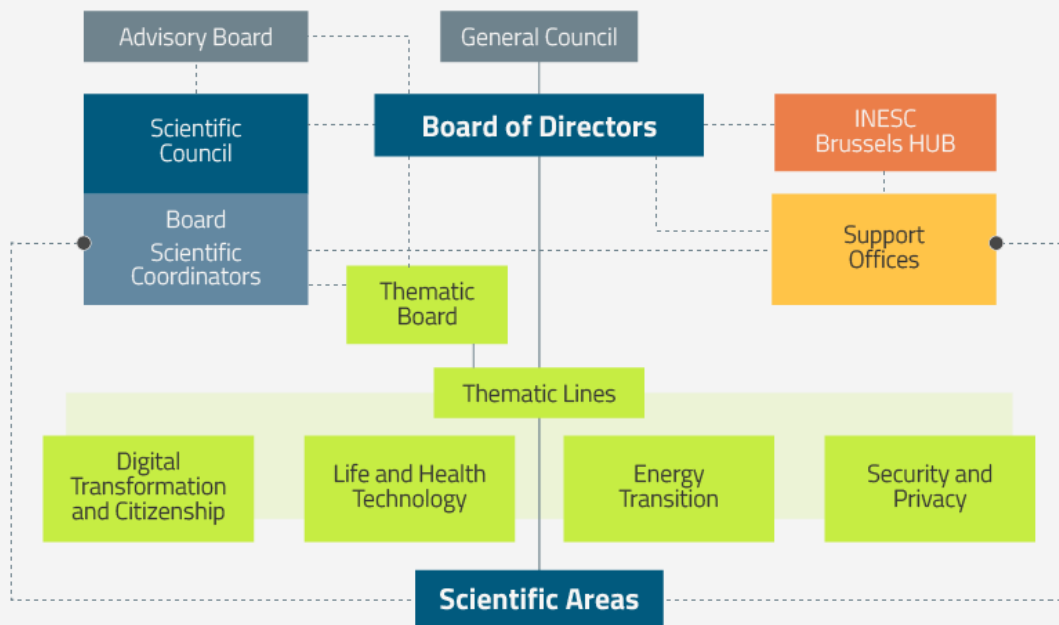 Advisory Board
General Council
Scientific
Council
Board of Directors
INESC
Brussels HUB
Board
Scientific
Coordinators
Support
Offices
Thematic
Board
Thematic Lines
Digital
Transformation
and Citizenship
Life and Health
Technology
Energy
Transition
Security and
Privacy
Scientific Areas